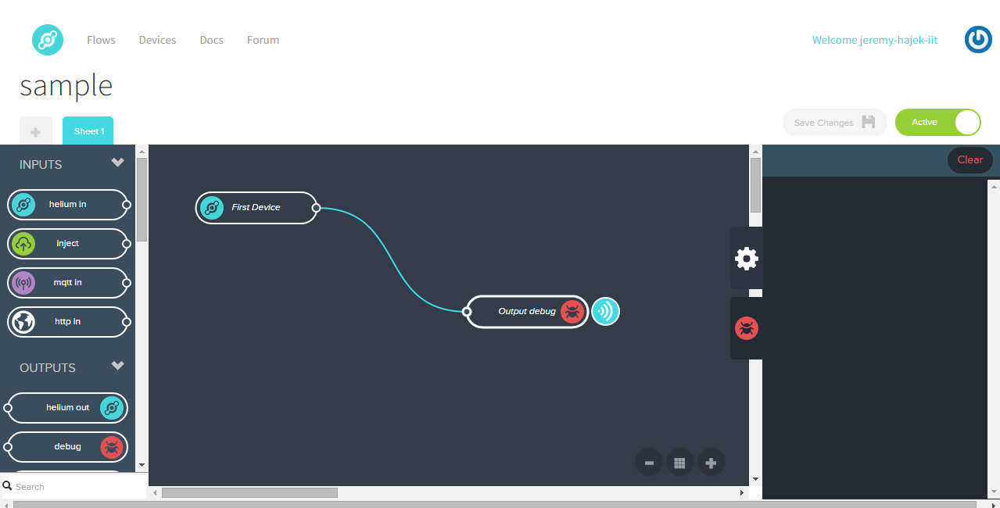 Flows Devices Docs Forum Welcome jeremy-hajek-iit
sample
Sheet 1 Save Changes Active
INPUTS
helium in
inject
mqtt in
http in
OUTPUTS
helium out
debug
Search
First Device
Output debug
Clear